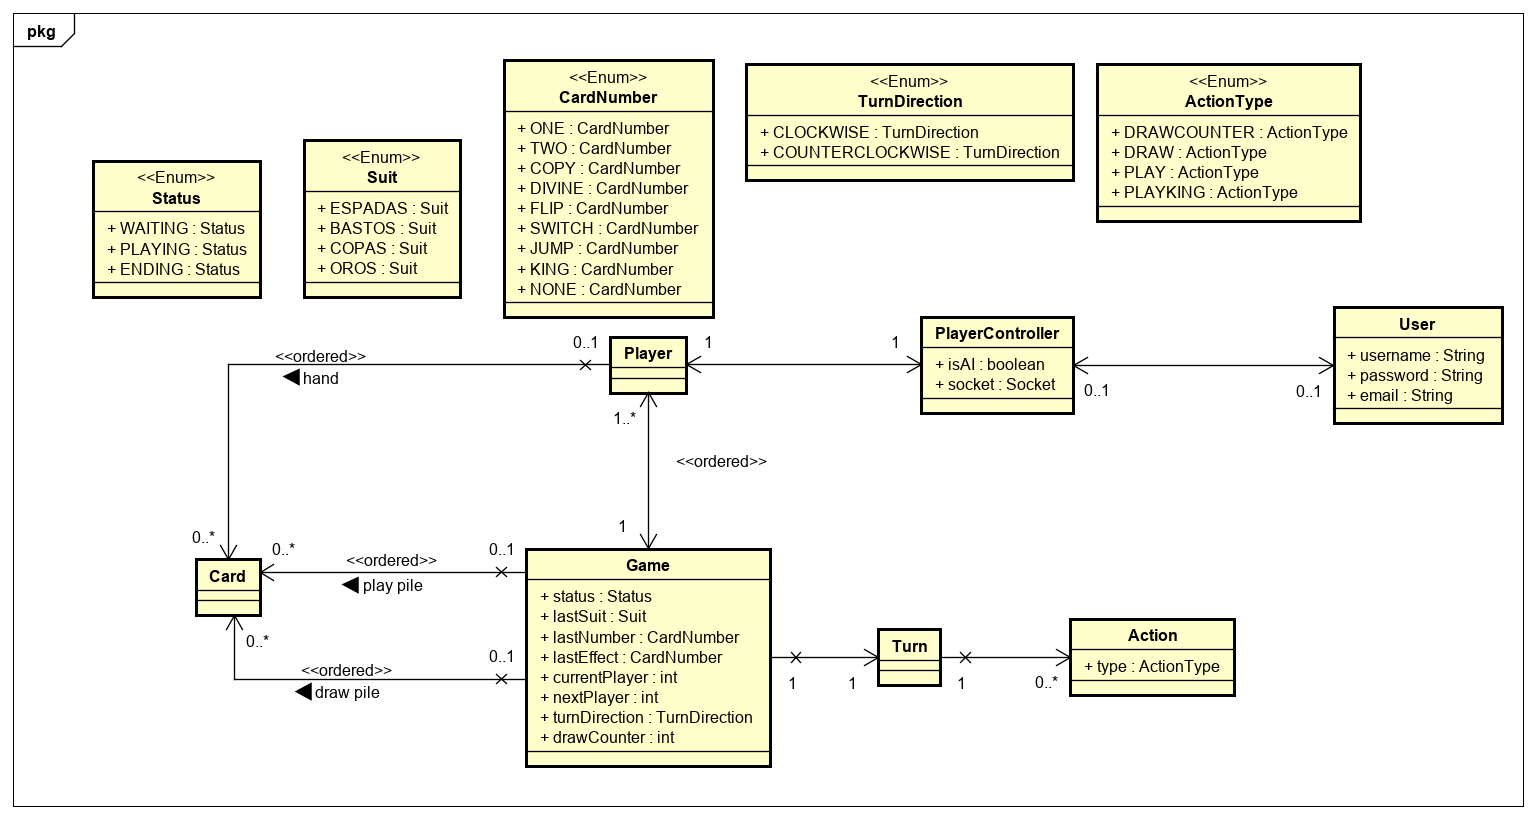 pkg
<<Enum>>
CardNumber
+ ONE : CardNumber
+ TWO : CardNumber
+ COPY : CardNumber
+ DIVINE : CardNumber
+ FLIP : CardNumber
+ SWITCH : CardNumber
+ JUMP : CardNumber
+ KING : CardNumber
+ NONE : CardNumber
<<Enum>>
TurnDirection
+ CLOCKWISE : TurnDirection
+ COUNTERCLOCKWISE : TurnDirection
<<Enum>>
ActionType
+ DRAWCOUNTER : ActionType
+ DRAW : ActionType
+ PLAY : ActionType
+ PLAYKING : ActionType
<<Enum>>
Status
+ WAITING : Status
+ PLAYING : Status
+ ENDING : Status
<<Enum>>
Suit
+ ESPADAS : Suit
+ BASTOS : Suit
+ COPAS : Suit
+ OROS : Suit
<<ordered>>
hand
0..1
Player
1
1
PlayerController
+ isAI : boolean
+ socket : Socket
0..1
0..1
User
+ username : String
+ password : String
+ email : String
1..*
<<ordered>>
1
0..*
0..*
<<ordered>>
play pile
0..1
Card
0..*
<<ordered>>
draw pile
0..1
Game
+ status : Status
+ lastSuit : Suit
+ lastNumber : CardNumber
+ lastEffect : CardNumber
+ currentPlayer : int
+ nextPlayer : int
+ turnDirection : TurnDirection
+ drawCounter : int
1
1
Turn
1
0..*
Action
+ type : ActionType